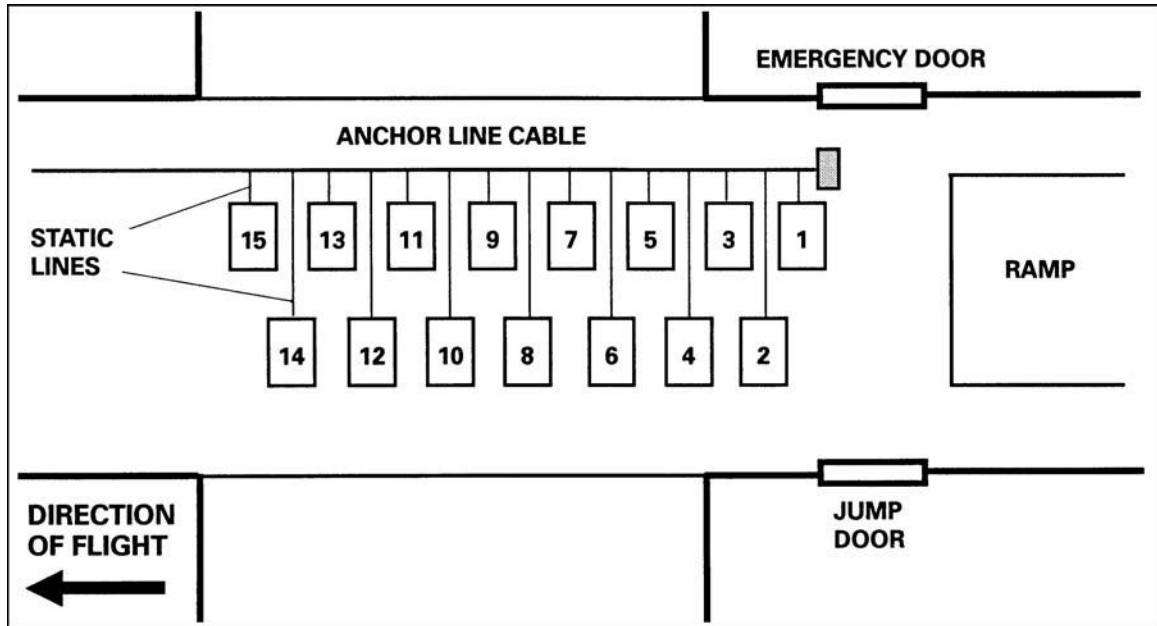 EMERGENCY DOOR
ANCHOR LINE CABLE
STATIC
LINES
15 13 11 9 7 5 3 1
RAMP
14 12 10 8 6 4 2
DIRECTION
OF FLIGHT
JUMP
DOOR